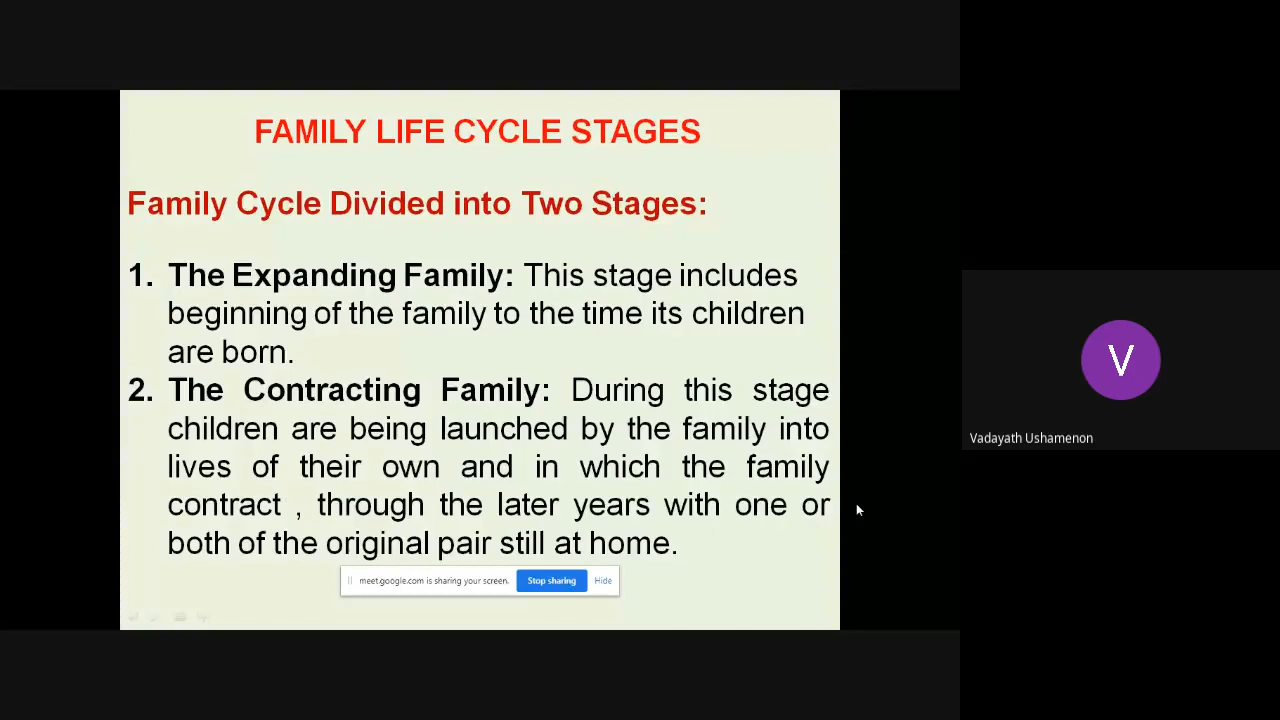 FAMILY LIFE CYCLE STAGES
Family Cycle Divided into Two Stages:
1. The Expanding Family: This stage includes
beginning of the family to the time its children
are born.
2. The Contracting Family: During this stage
children are being launched by the family into
lives of their own and in which the family
contract , through the later years with one or
both of the original pair still at home.
meet.google.com is sharing your screen. Stop sharing Hide
V
Vadayath Ushamenon